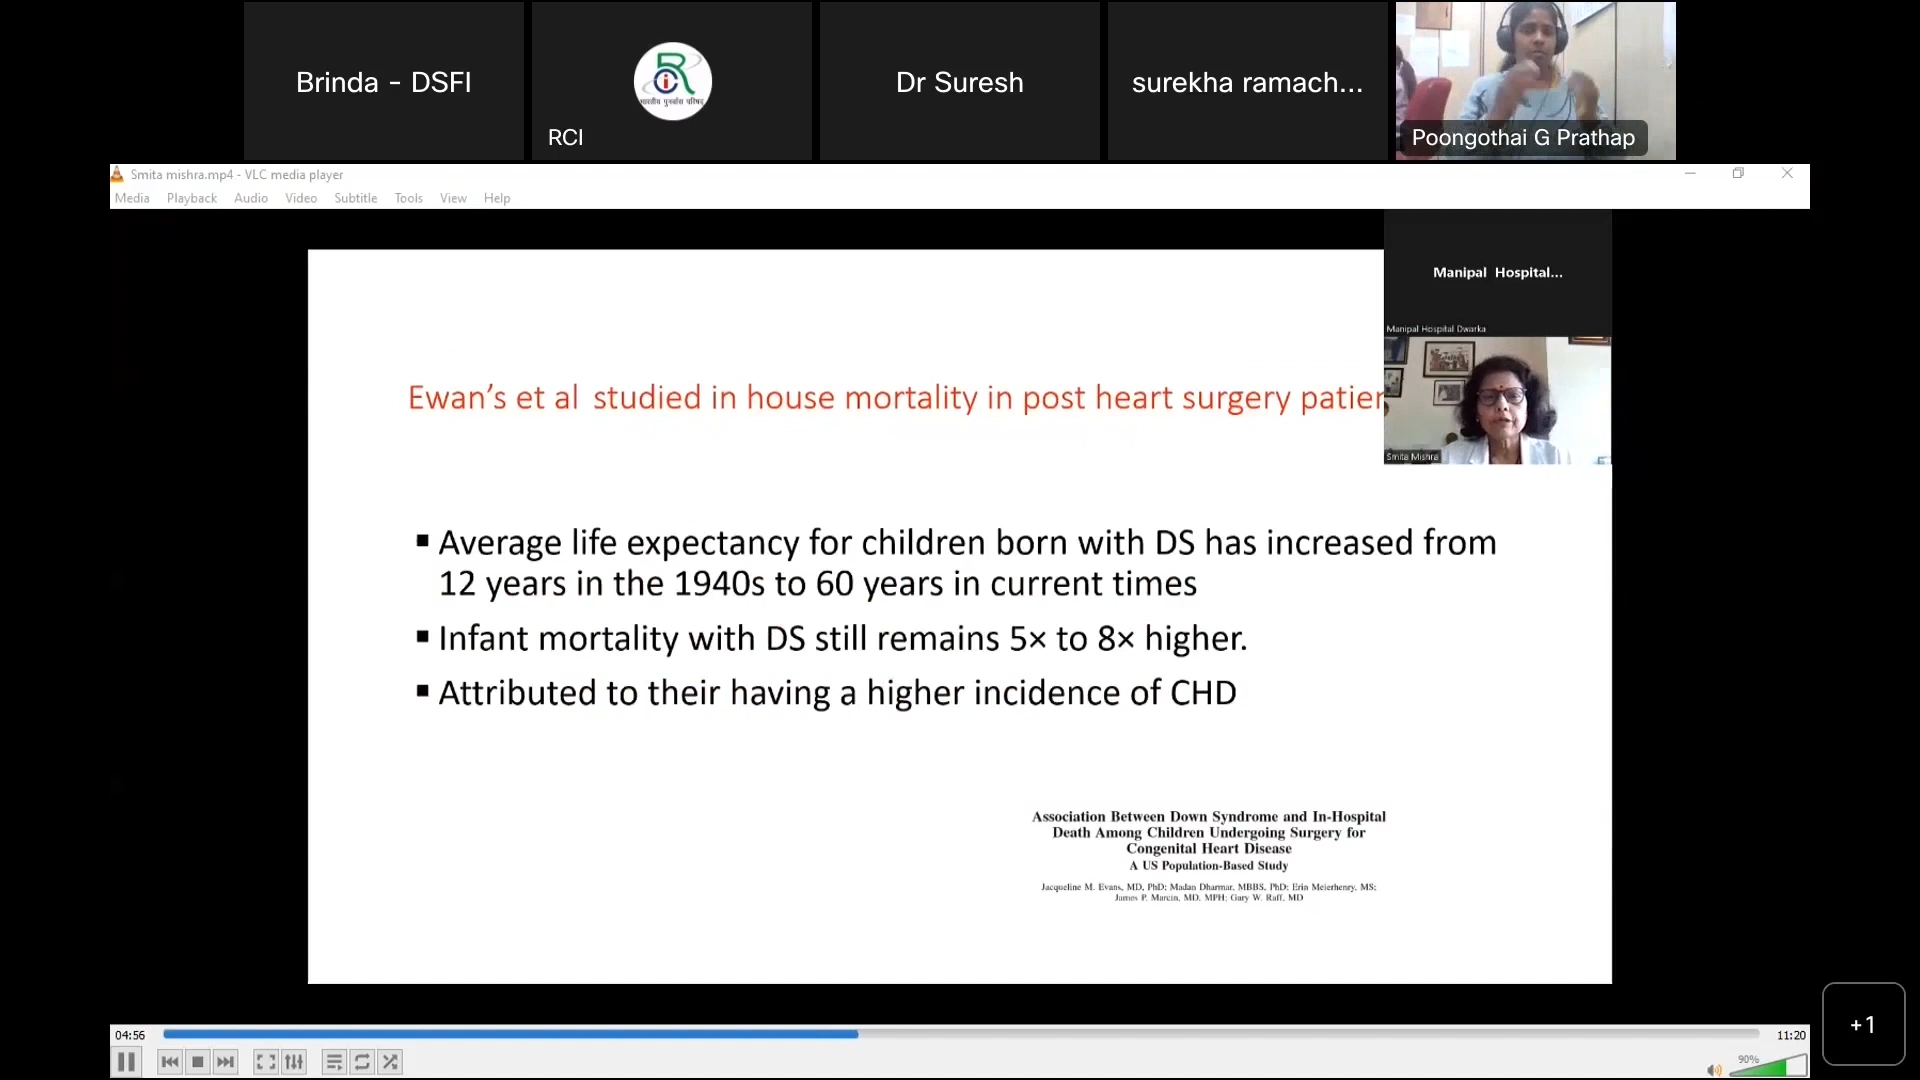 Brinda - DSFI
भारतीय पुनर्वास परिषद
RCI
Dr Suresh
surekha ramach...
Poongothai G Prathap
Smita mishra.mp4 - VLC media player
Media Playback Audio Video Subtitle Tools View Help
Manipal Hospital...
Manipal Hospital Dwarka
Smita Mishra
Ewan’s et al studied in house mortality in post heart surgery patien
▪ Average life expectancy for children born with DS has increased from
12 years in the 1940s to 60 years in current times
▪ Infant mortality with DS still remains 5× to 8× higher.
▪ Attributed to their having a higher incidence of CHD
Association Between Down Syndrome and In-Hospital
Death Among Children Undergoing Surgery for
Congenital Heart Disease
A US Population-Based Study
Jacqueline M. Evans, MD, PhD; Madan Dharmar, MBBS, PhD; Erin Meierhenry, MS;
James P. Marcin, MD, MPH; Gary W. Raff, MD
04:56
11:20
90%
+1